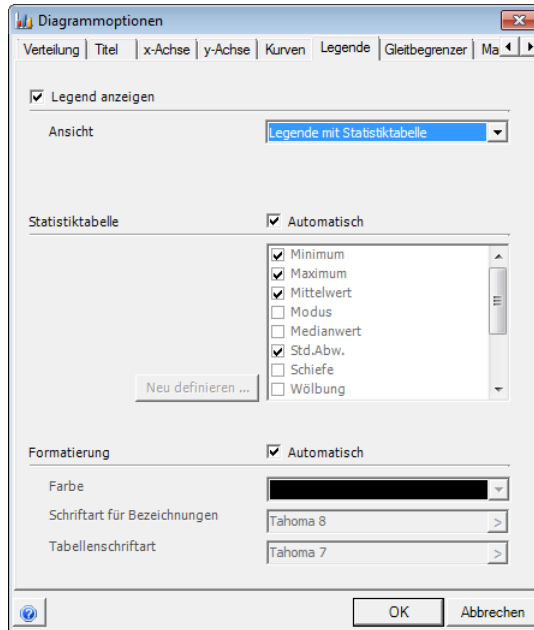 Diagrammoptionen
Verteilung Titel x-Achse y-Achse Kurven Legende Gleitbegrenzer Ma
Legend anzeigen
Ansicht Legende mit Statistiktabelle
Statistiktabelle Automatisch
Minimum
Maximum
Mittelwert
Modus
Medianwert
Std.Abw.
Schiefe
Neu definieren ... Wölbung
Formatierung Automatisch
Farbe
Schriftart für Bezeichnungen Tahoma 8 >
Tabellenschriftart Tahoma 7 >
? OK Abbrechen